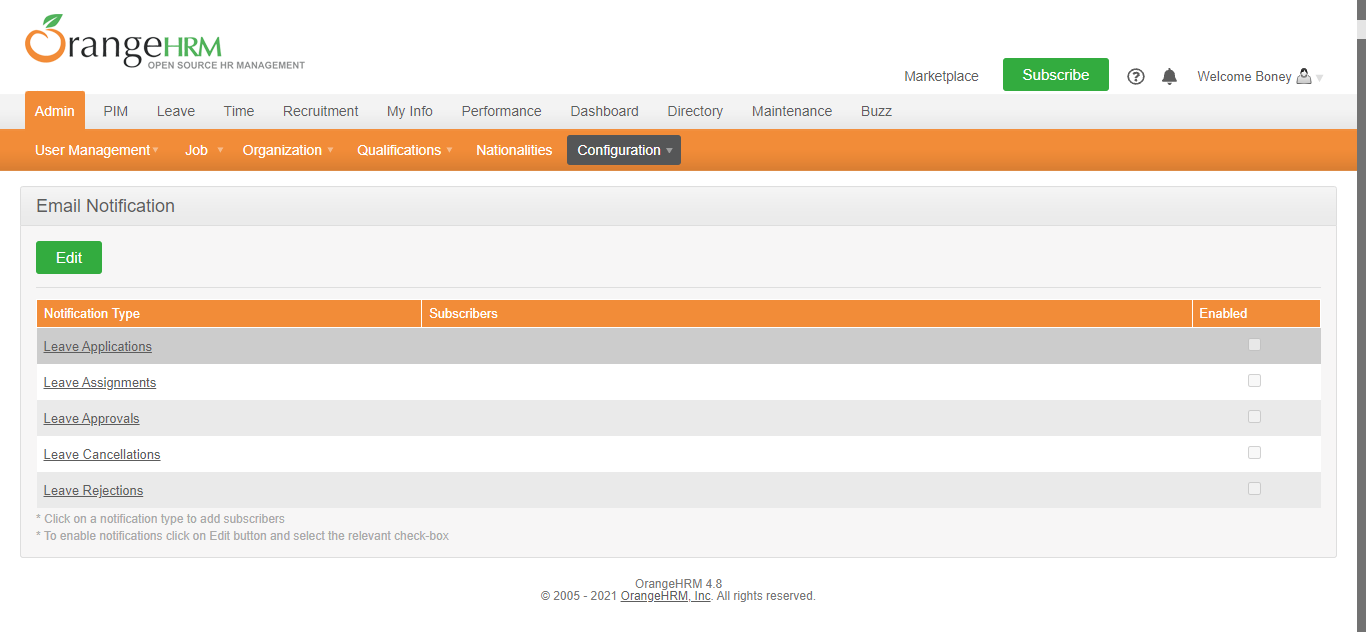 OrangeHRM
OPEN SOURCE HR MANAGEMENT
Marketplace Subscribe ? Welcome Boney
Admin PIM Leave Time Recruitment My Info Performance Dashboard Directory Maintenance Buzz
User Management Job Organization Qualifications Nationalities Configuration
Email Notification
Edit
Notification Type Subscribers Enabled
Leave Applications
Leave Assignments
Leave Approvals
Leave Cancellations
Leave Rejections
* Click on a notification type to add subscribers
* To enable notifications click on Edit button and select the relevant check-box
OrangeHRM 4.8
© 2005 - 2021 OrangeHRM, Inc. All rights reserved.